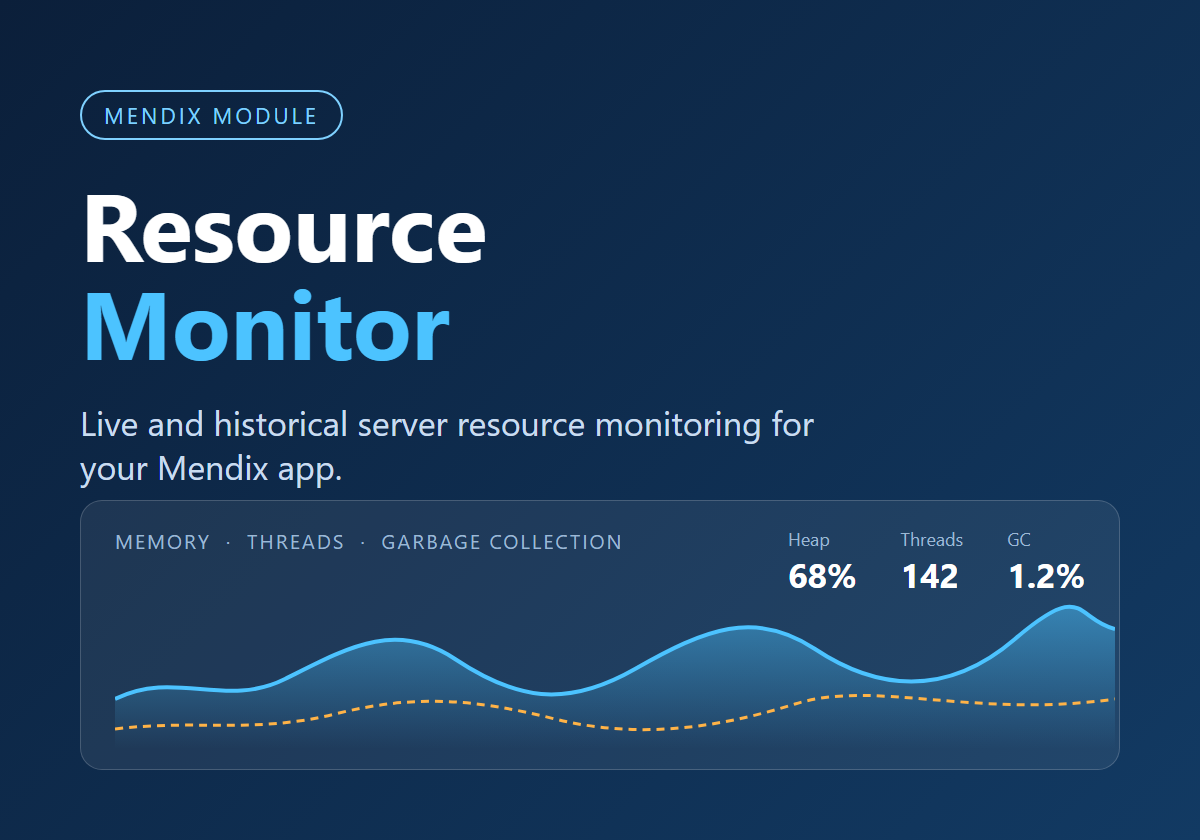 MENDIX MODULE
Resource
Monitor
Live and historical server resource monitoring for
your Mendix app.
MEMORY · THREADS · GARBAGE COLLECTION
Heap Threads GC
68% 142 1.2%